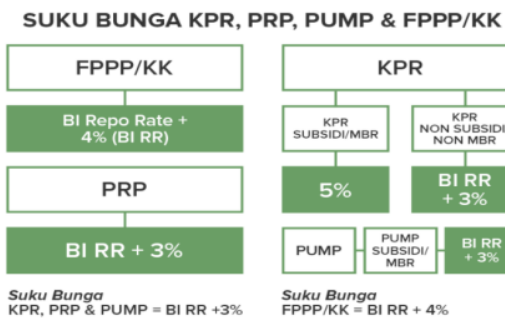 SUKU BUNGA KPR, PRP, PUMP & FPPP/KK
FPPP/KK
BI Repo Rate +
4% (BI RR)
PRP
BI RR + 3%
Suku Bunga
KPR, PRP & PUMP = BI RR +3%
KPR
KPR
SUBSIDI/MBR
5%
KPR
NON SUBSIDI
NON MBR
BI RR
+ 3%
PUMP
PUMP
SUBSIDI/
MBR
BI RR
+ 3%
Suku Bunga
FPPP/KK = BI RR + 4%